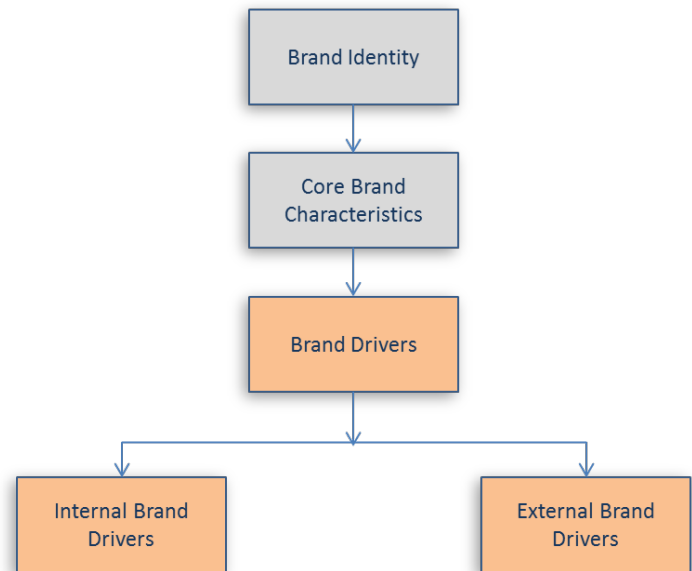 Brand Identity
Core Brand
Characteristics
Brand Drivers
Internal Brand
Drivers
External Brand
Drivers